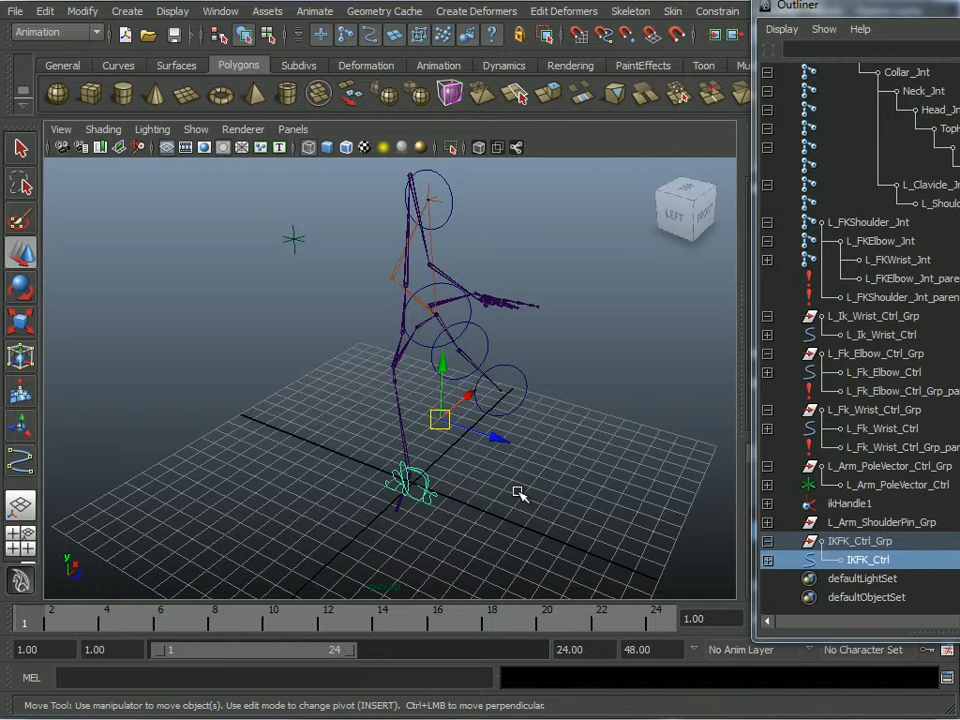 Outliner
File Edit Modify Create Display Window Assets Animate Geometry Cache Create Deformers Edit Deformers Skeleton Skin Constrain
Display Show Help
Animation
General Curves Surfaces Polygons Subdivs Deformation Animation Dynamics Rendering PaintEffects Toon Mu
View Shading Lighting Show Renderer Panels
Collar_Jnt
Neck_Jnt
Head_Jn
Toph
L_Clavide_Jn
L_Shoul
L_FKShoulder_Jnt
L_FKElbow_Jnt
L_FKWrist_Jnt
L_FKElbow_Jnt_pare
L_FKShoulder_Jnt_paren
L_Ik_Wrist_Ctrl_Grp
L_Ik_Wrist_Ctrl
L_Fk_Elbow_Ctrl_Grp
L_Fk_Elbow_Ctrl
L_Fk_Elbow_Ctrl_Grp_pa
L_Fk_Wrist_Ctrl_Grp
L_Fk_Wrist_Ctrl
L_Fk_Wrist_Ctrl_Grp_pa
L_Arm_PoleVector_Ctrl_Grp
L_Arm_PoleVector_Ctrl
ikHandle1
L_Arm_ShoulderPin_Grp
IKFK_Ctrl_Grp
IKFK_Ctrl
defaultLightSet
defaultObjectSet
LEFT FRONT
y
x
z
persp
1 2 4 6 8 10 12 14 16 18 20 22 24 1.00
1.00 1.00 1 24 24.00 48.00 No Anim Layer No Character Set
MEL
Move Tool: Use manipulator to move object(s). Use edit mode to change pivot (INSERT). Ctrl+LMB to move perpendicular.